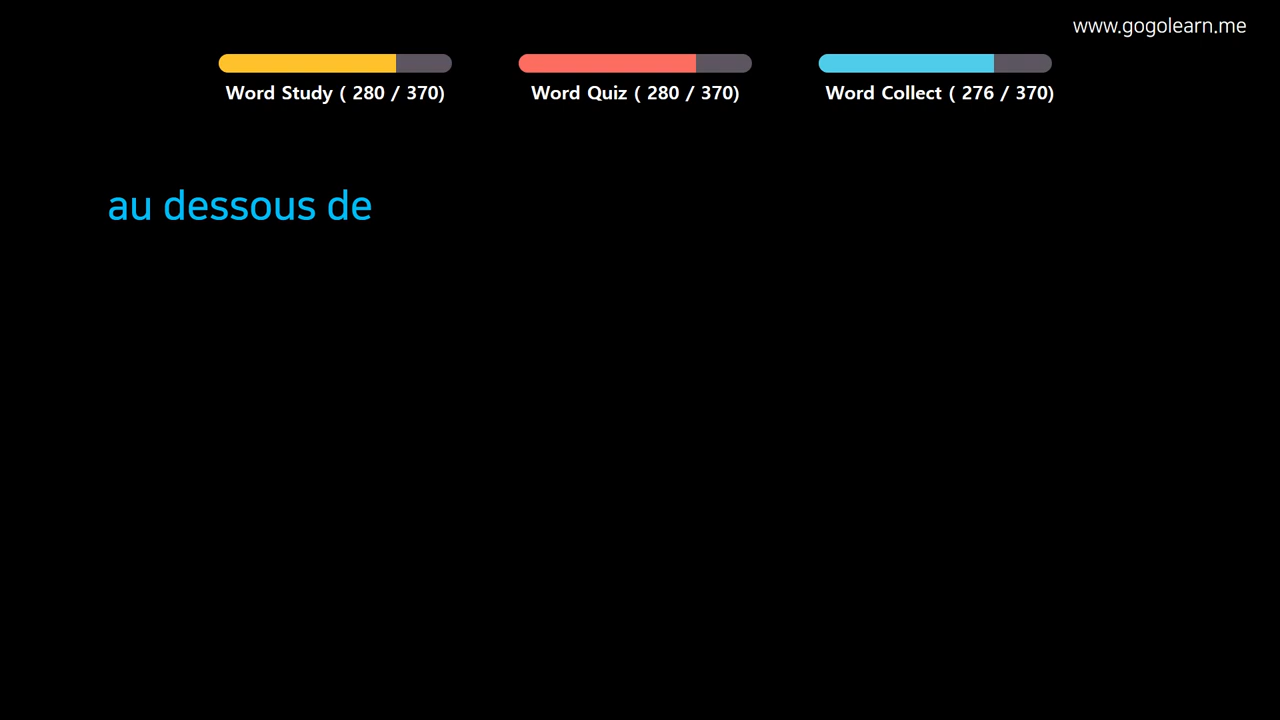 www.gogolearn.me
Word Study ( 280 / 370)
Word Quiz ( 280 / 370)
Word Collect ( 276 / 370)
au dessous de